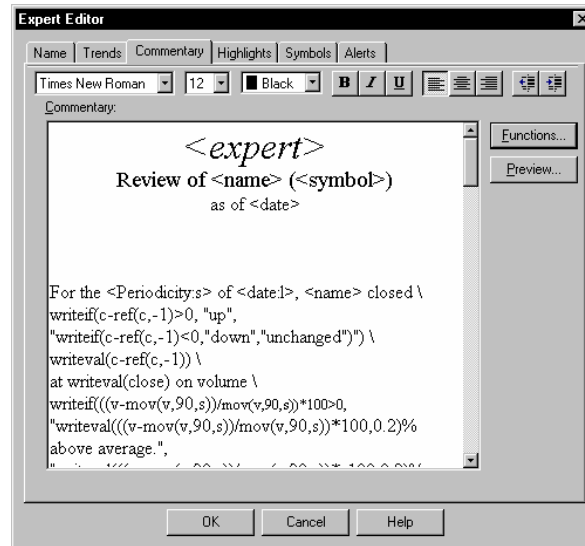 Expert Editor
Name Trends Commentary Highlights Symbols Alerts
Times New Roman 12 Black B I U
Commentary:
Functions...
Preview...
<expert>
Review of <name> (<symbol>)
as of <date>
For the <Periodicity:s> of <date:l>, <name> closed \
writeif(c-ref(c,-1)>0, "up",
"writeif(c-ref(c,-1)<0,"down","unchanged")") \
writeval(c-ref(c,-1)) \
at writeval(close) on volume \
writeif(((v-mov(v,90,s))/mov(v,90,s))*100>0,
"writeval(((v-mov(v,90,s))/mov(v,90,s))*100,0.2)%
above average.",
OK Cancel Help